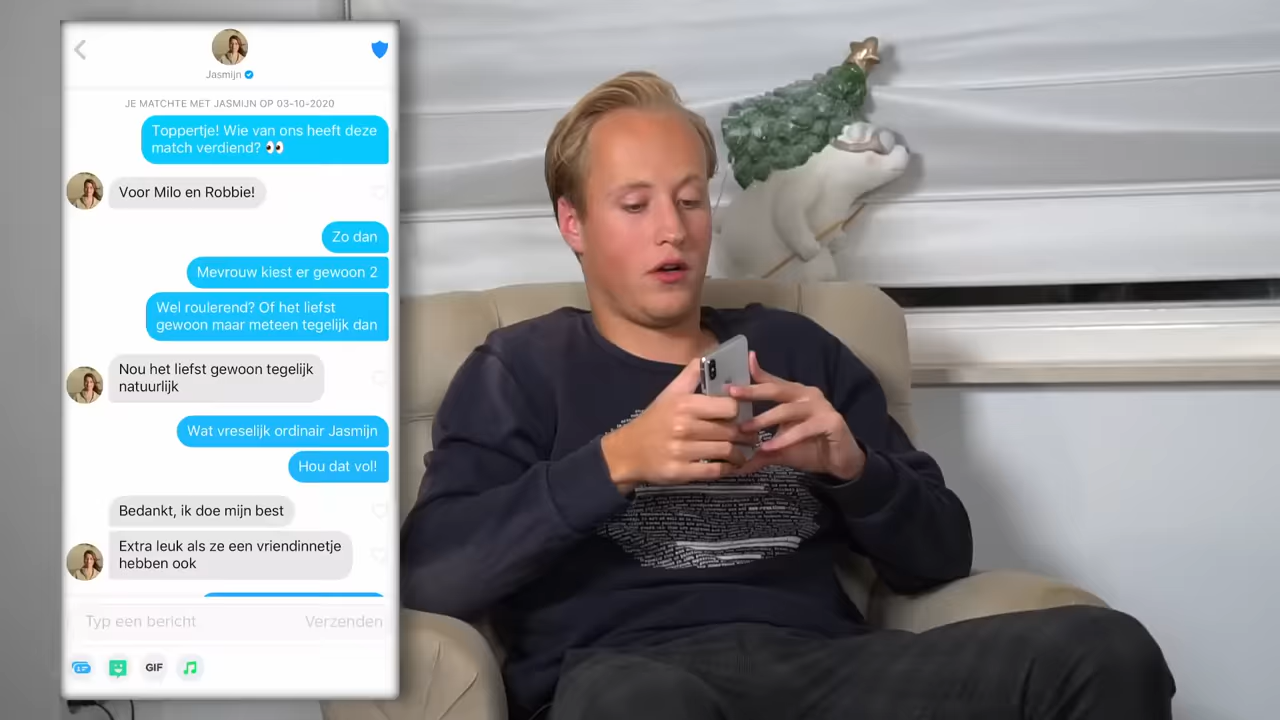 Jasmijn
JE MATCHTE MET JASMIJN OP 03-10-2020
Toppertje! Wie van ons heeft deze
match verdiend? 👀
Voor Milo en Robbie!
Zo dan
Mevrouw kiest er gewoon 2
Wel roulerend? Of het liefst
gewoon maar meteen tegelijk dan
Nou het liefst gewoon tegelijk
natuurlijk
Wat vreselijk ordinair Jasmijn
Hou dat vol!
Bedankt, ik doe mijn best
Extra leuk als ze een vriendinnetje
hebben ook
Typ een bericht
Verzenden
GIF